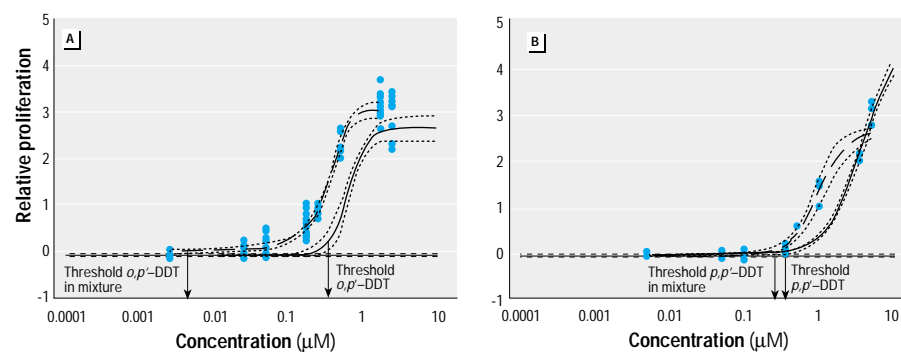 A
5
4
3
2
1
0
-1
Relative proliferation
Threshold o,p′–DDT
in mixture
Threshold
o,p′–DDT
0.0001 0.001 0.01 0.1 1 10
Concentration (µM)
B
5
4
3
2
1
0
-1
Threshold p,p′–DDT
in mixture
Threshold
p,p′–DDT
0.0001 0.001 0.01 0.1 1 10
Concentration (µM)